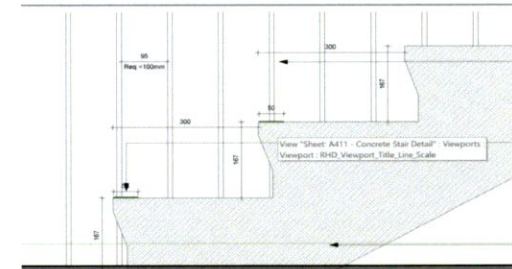 300
95
Req <100mm
167
50
300
View "Sheet: A411 - Concrete Stair Detail" : Viewports
Viewport : RHD_Viewport_Title_Line_Scale
167
167